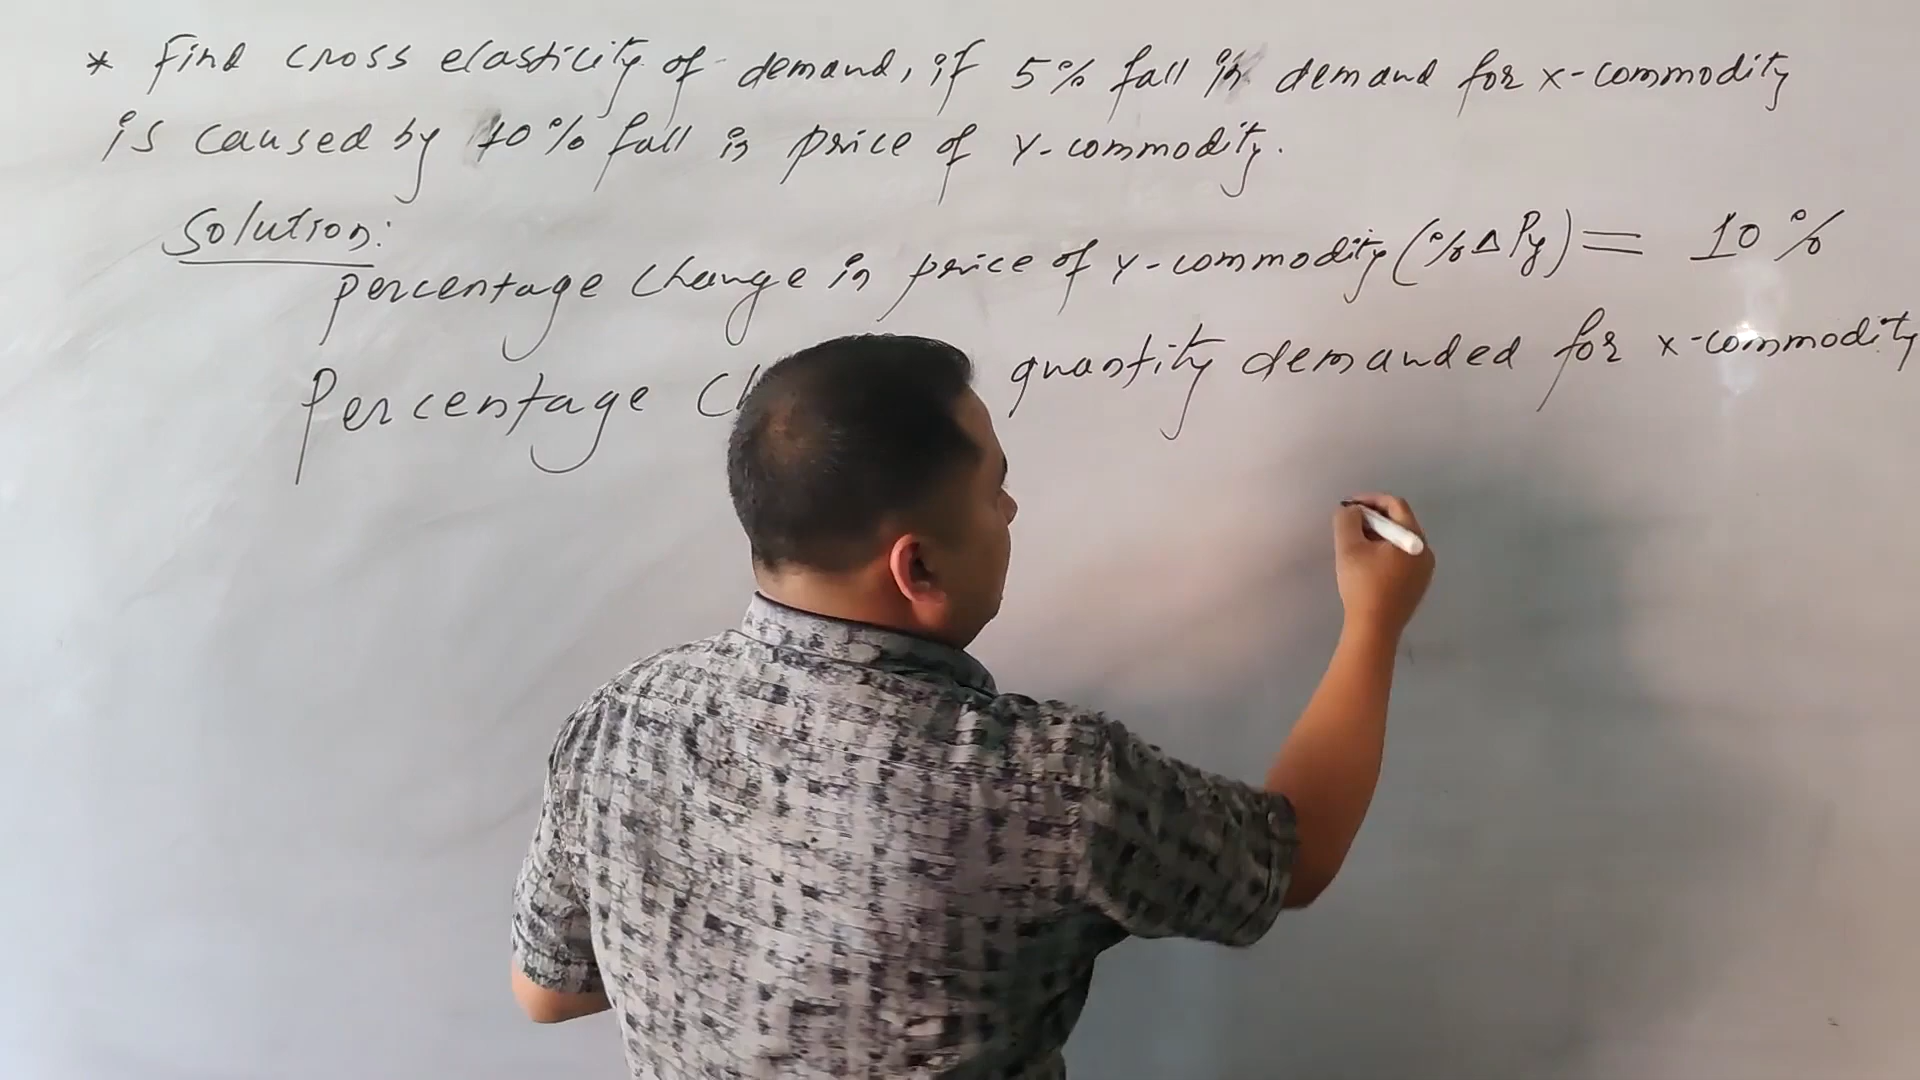 * Find cross elasticity of demand, if 5% fall in demand for x-commodity
is caused by 10% fall in price of Y-commodity.
Solution:
percentage change in price of Y-commodity (%ΔPy) = 10%
Percentage quantity demanded for x-commodity